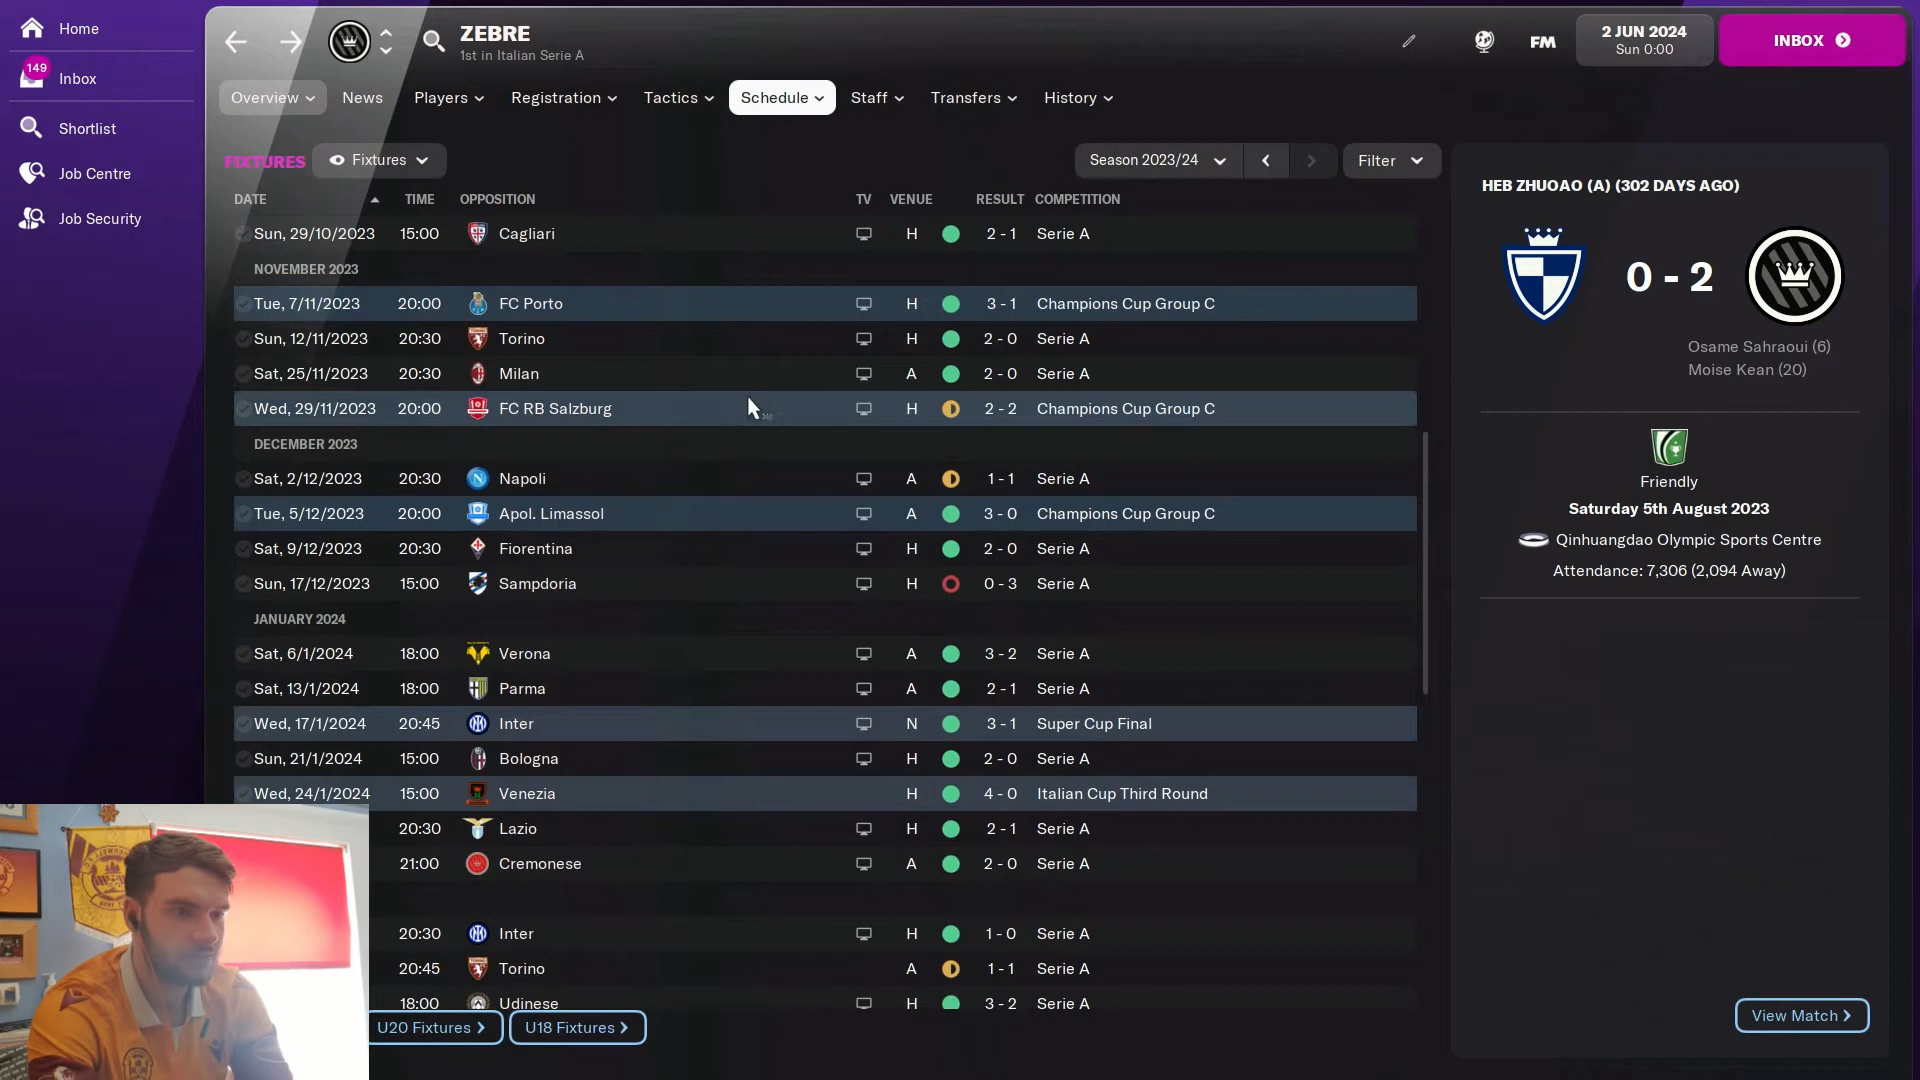 Home
149
Inbox
Shortlist
Job Centre
Job Security
ZEBRE
1st in Italian Serie A
FM
2 JUN 2024
Sun 0:00
INBOX
Overview
News
Players
Registration
Tactics
Schedule
Staff
Transfers
History
FIXTURES
Fixtures
Season 2023/24
Filter
DATE TIME OPPOSITION TV VENUE RESULT COMPETITION
Sun, 29/10/2023 15:00 Cagliari H 2 - 1 Serie A
NOVEMBER 2023
Tue, 7/11/2023 20:00 FC Porto H 3 - 1 Champions Cup Group C
Sun, 12/11/2023 20:30 Torino H 2 - 0 Serie A
Sat, 25/11/2023 20:30 Milan A 2 - 0 Serie A
Wed, 29/11/2023 20:00 FC RB Salzburg H 2 - 2 Champions Cup Group C
DECEMBER 2023
Sat, 2/12/2023 20:30 Napoli A 1 - 1 Serie A
Tue, 5/12/2023 20:00 Apol. Limassol A 3 - 0 Champions Cup Group C
Sat, 9/12/2023 20:30 Fiorentina H 2 - 0 Serie A
Sun, 17/12/2023 15:00 Sampdoria H 0 - 3 Serie A
JANUARY 2024
Sat, 6/1/2024 18:00 Verona A 3 - 2 Serie A
Sat, 13/1/2024 18:00 Parma A 2 - 1 Serie A
Wed, 17/1/2024 20:45 Inter N 3 - 1 Super Cup Final
Sun, 21/1/2024 15:00 Bologna H 2 - 0 Serie A
Wed, 24/1/2024 15:00 Venezia H 4 - 0 Italian Cup Third Round
20:30 Lazio H 2 - 1 Serie A
21:00 Cremonese A 2 - 0 Serie A
20:30 Inter H 1 - 0 Serie A
20:45 Torino A 1 - 1 Serie A
18:00 Udinese H 3 - 2 Serie A
U20 Fixtures
U18 Fixtures
HEB ZHUOAO (A) (302 DAYS AGO)
0 - 2
Osame Sahraoui (6)
Moise Kean (20)
Friendly
Saturday 5th August 2023
Qinhuangdao Olympic Sports Centre
Attendance: 7,306 (2,094 Away)
View Match